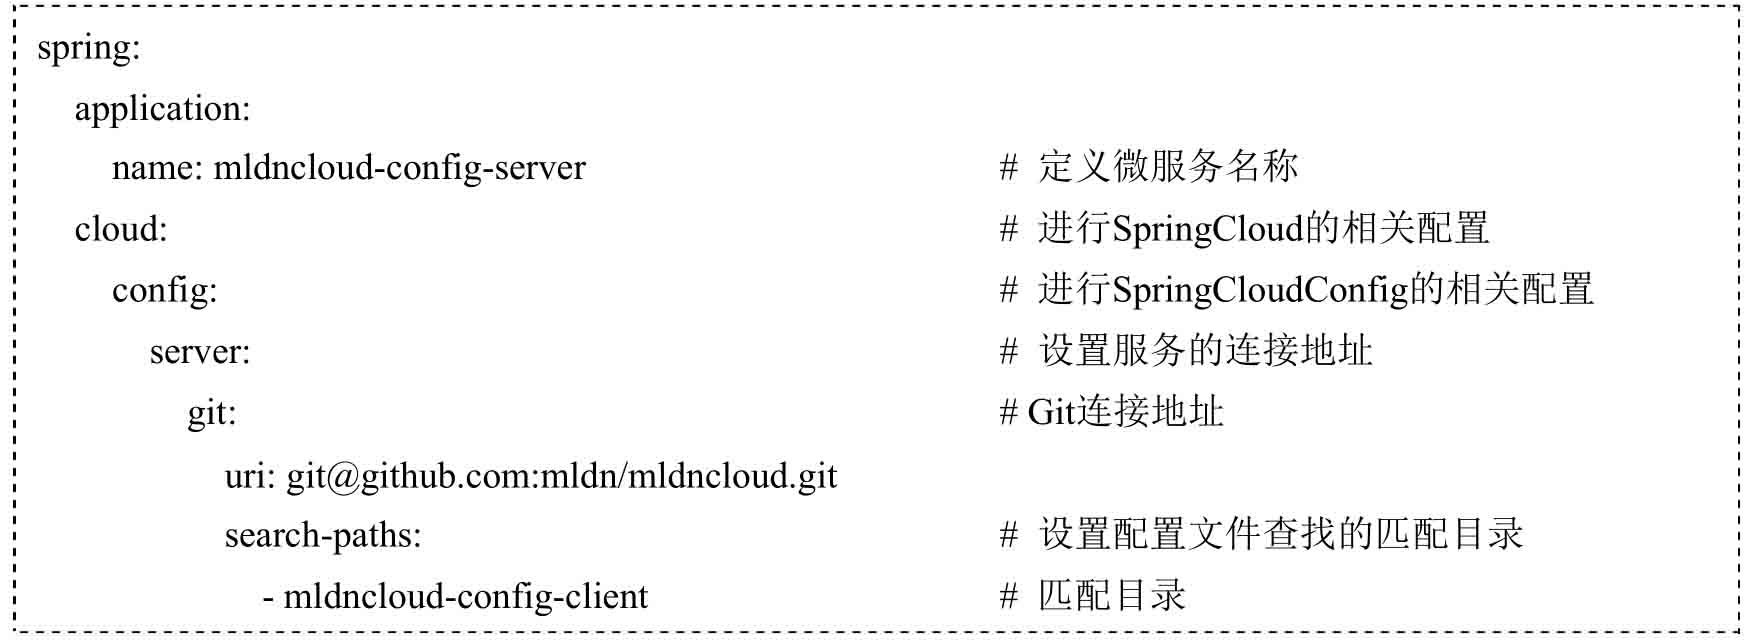 spring:
application:
name: mldncloud-config-server # 定义微服务名称
cloud: # 进行SpringCloud的相关配置
config: # 进行SpringCloudConfig的相关配置
server: # 设置服务的连接地址
git: # Git连接地址
uri: git@github.com:mldn/mldncloud.git
search-paths: # 设置配置文件查找的匹配目录
- mldncloud-config-client # 匹配目录